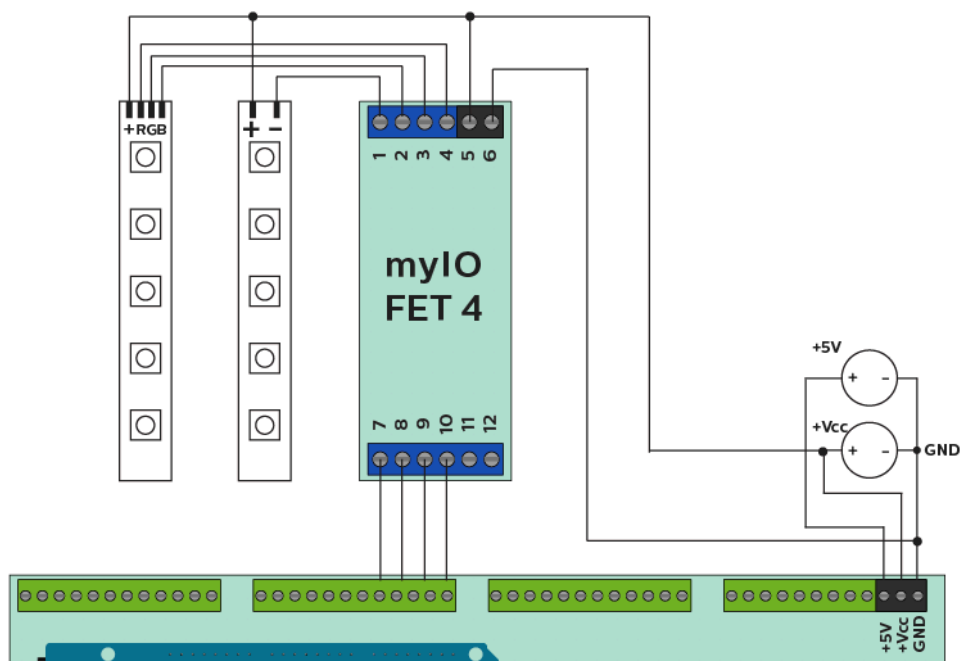 +RGB
+ -
1 2 3 4 5 6
myIO
FET 4
7 8 9 10 11 12
+5V
+ -
+Vcc
+ -
GND
+5V
+Vcc
GND